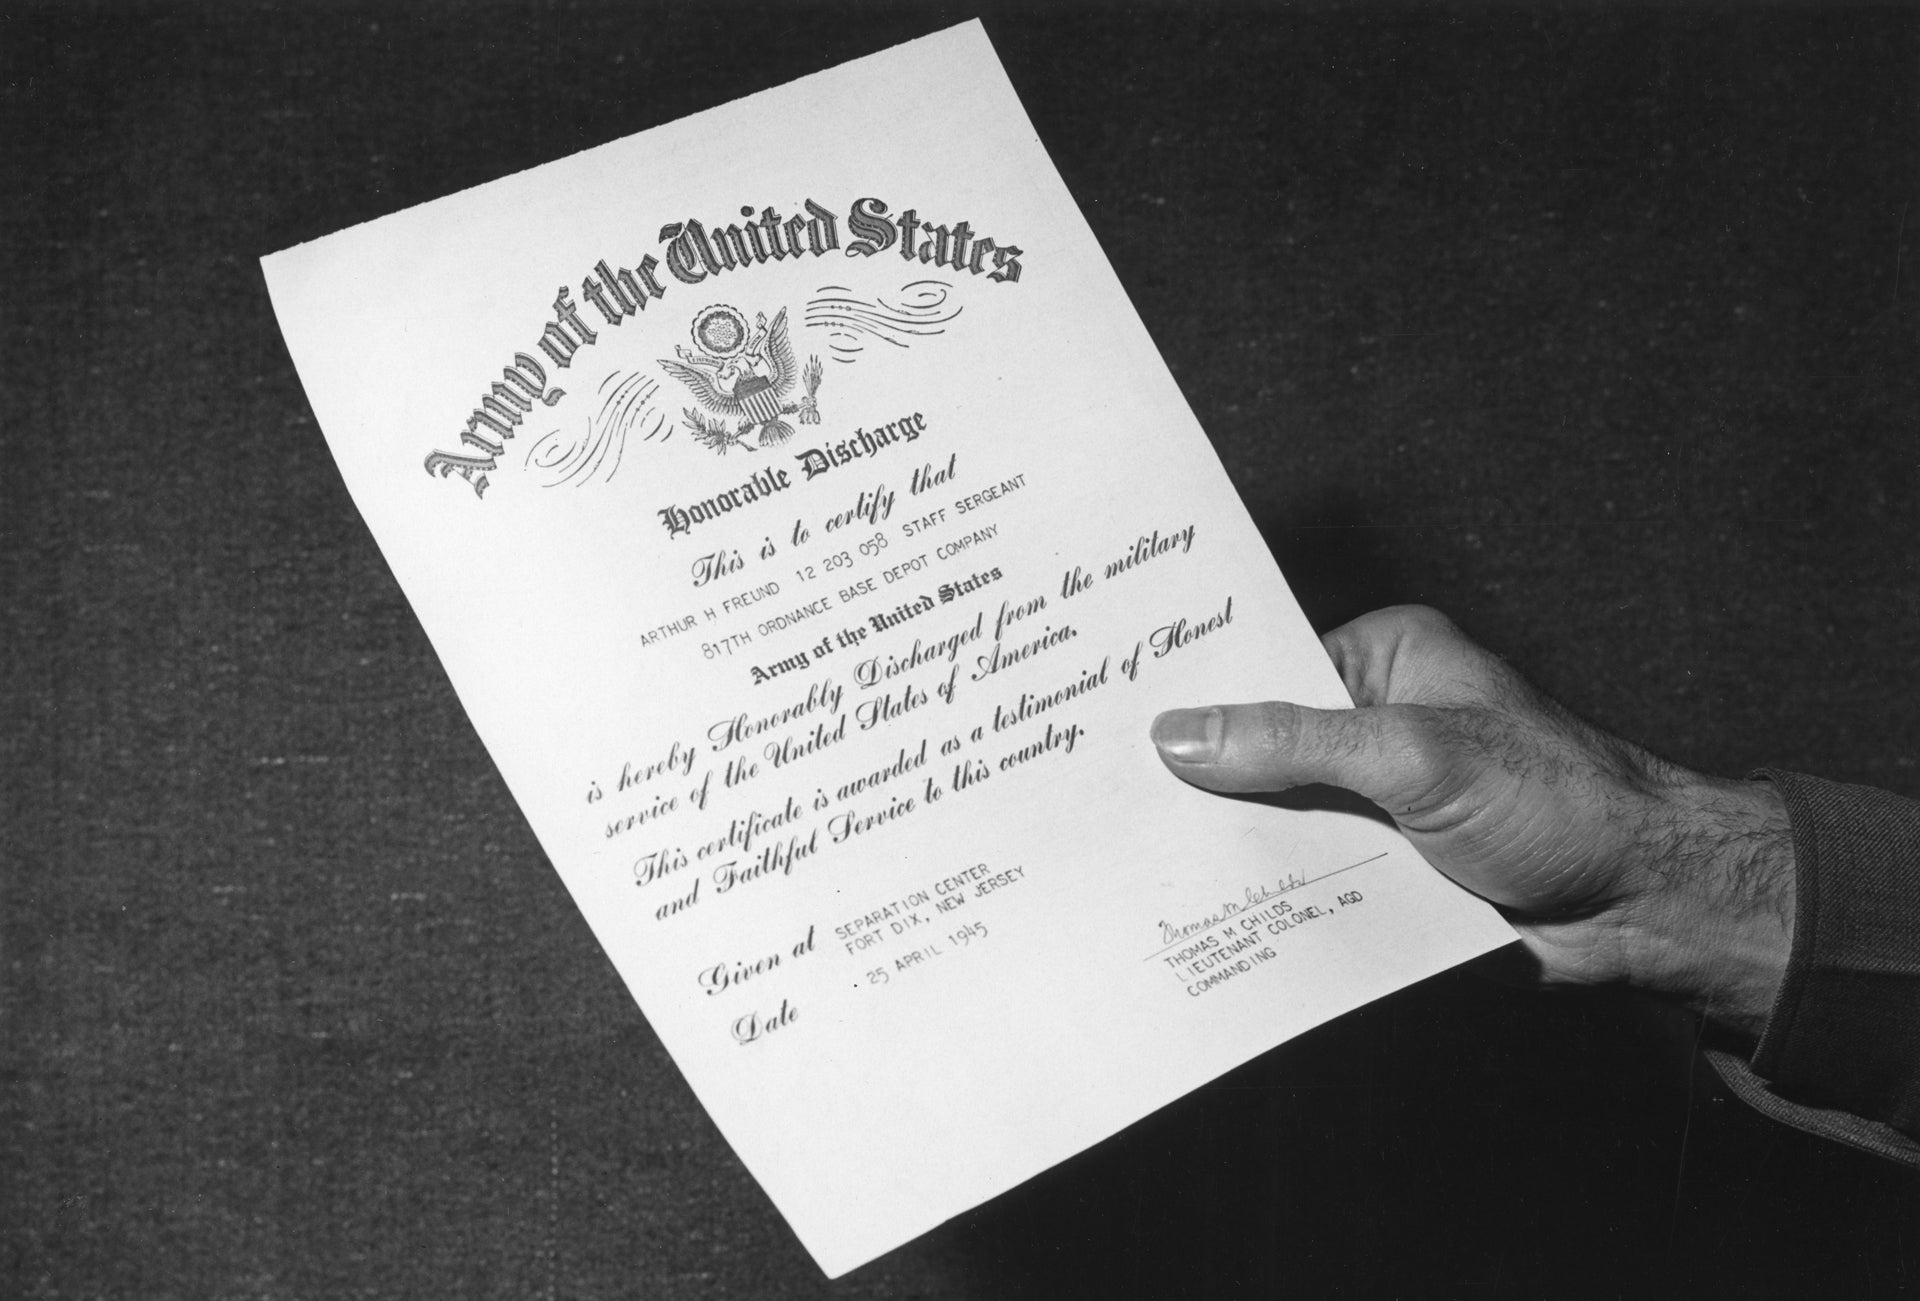 Army of the United States
Honorable Discharge
This is to certify that
ARTHUR H FREUND 12 203 058 STAFF SERGEANT
817TH ORDNANCE BASE DEPOT COMPANY
Army of the United States
is hereby Honorably Discharged from the military
service of the United States of America.
This certificate is awarded as a testimonial of Honest
and Faithful Service to this country.
Given at SEPARATION CENTER
FORT DIX, NEW JERSEY
Date 25 APRIL 1945
Thomas M Childs
THOMAS M CHILDS
LIEUTENANT COLONEL, AGD
COMMANDING